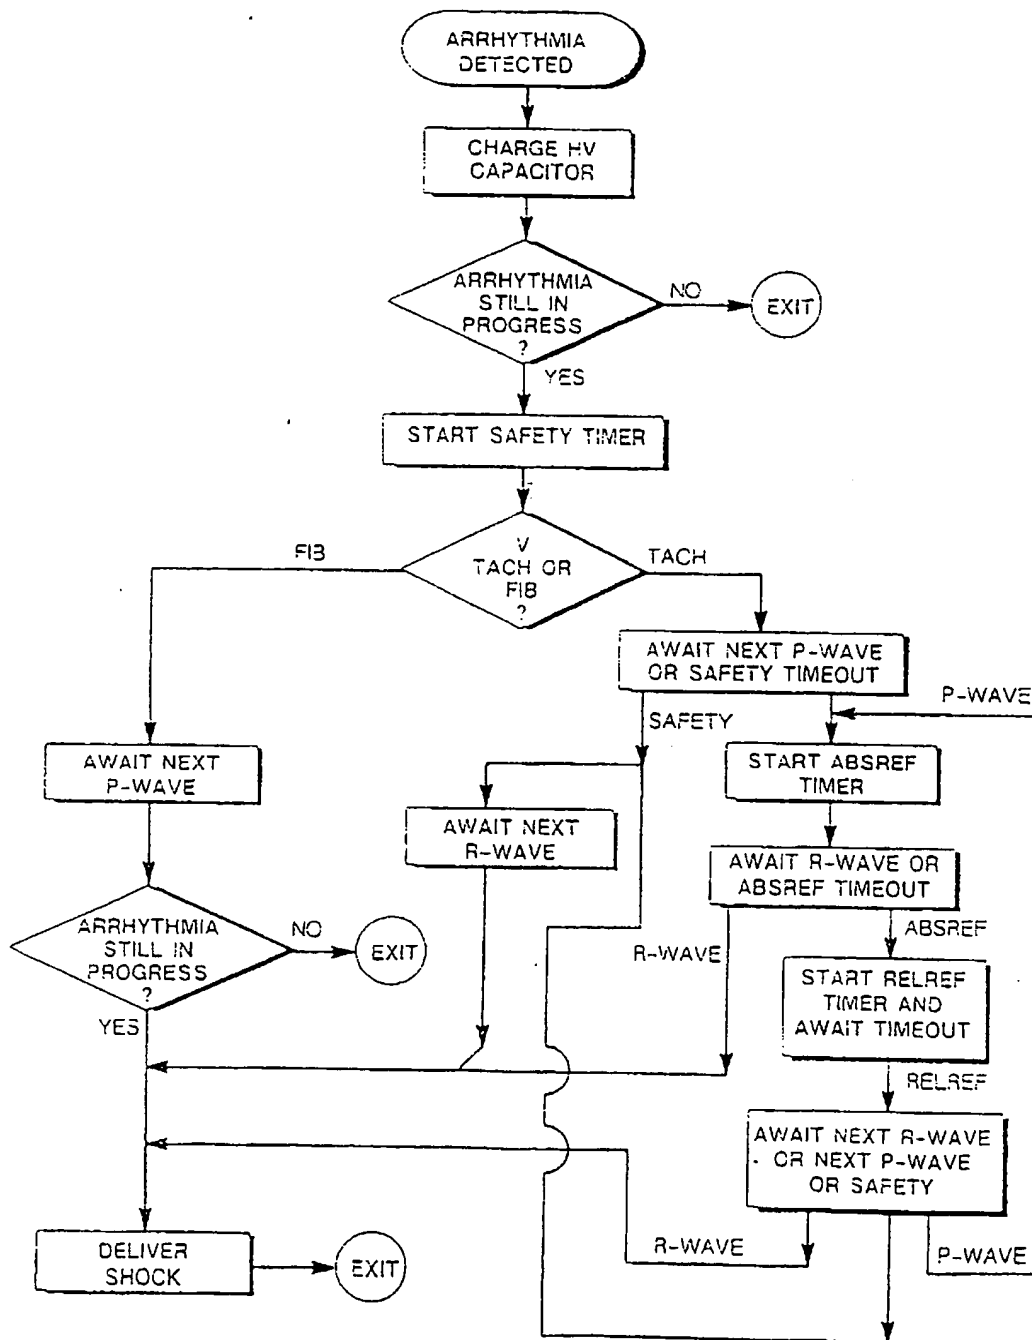 ARRHYTHMIA
DETECTED
CHARGE HV
CAPACITOR
ARRHYTHMIA
STILL IN
PROGRESS
?
NO
EXIT
YES
START SAFETY TIMER
V
TACH OR
FIB
?
FIB
TACH
AWAIT NEXT P-WAVE
OR SAFETY TIMEOUT
P-WAVE
SAFETY
AWAIT NEXT
P-WAVE
START ABSREF
TIMER
AWAIT NEXT
R-WAVE
AWAIT R-WAVE OR
ABSREF TIMEOUT
ARRHYTHMIA
STILL IN
PROGRESS
?
NO
EXIT
YES
R-WAVE
ABSREF
START RELREF
TIMER AND
AWAIT TIMEOUT
RELREF
AWAIT NEXT R-WAVE
OR NEXT P-WAVE
OR SAFETY
DELIVER
SHOCK
EXIT
R-WAVE
P-WAVE